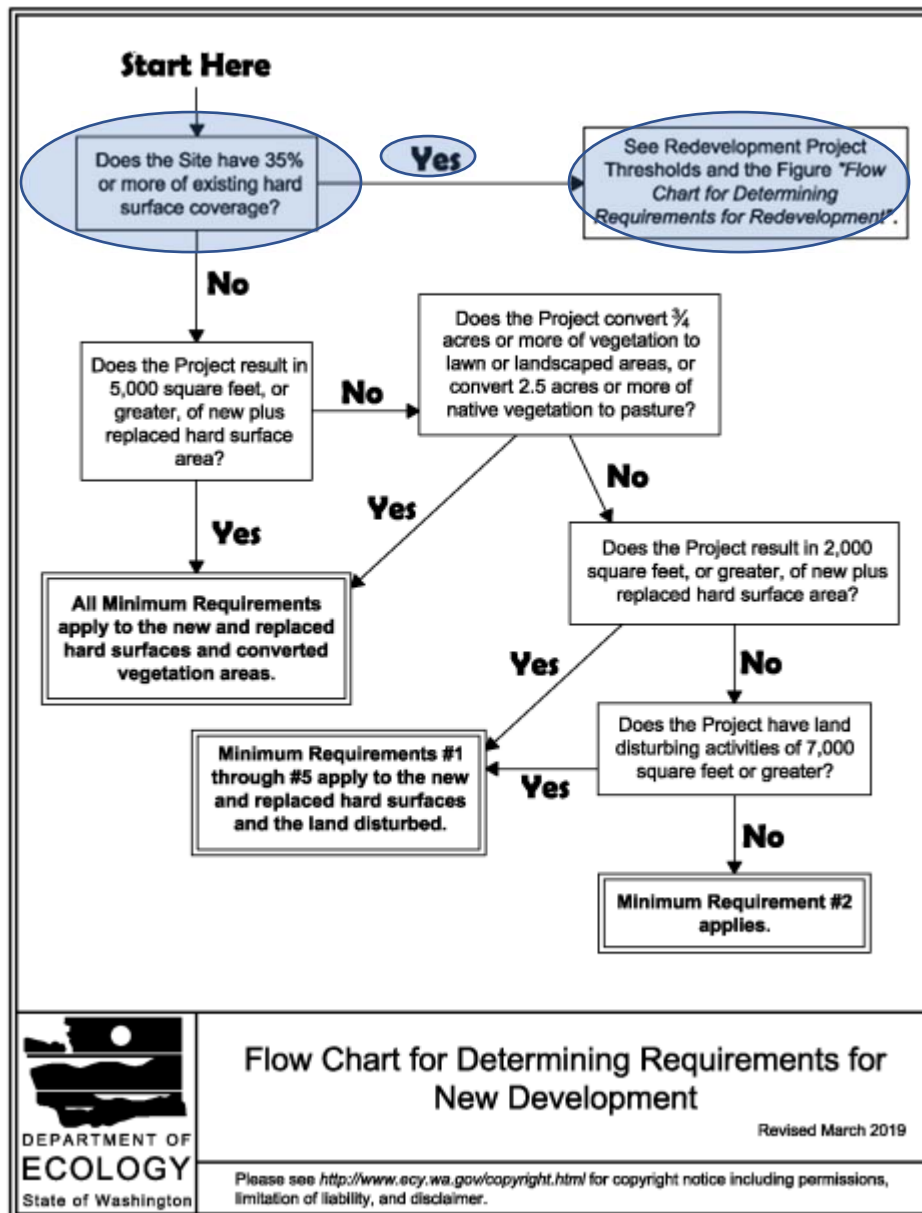 Start Here
Does the Site have 35%
or more of existing hard
surface coverage?
Yes
See Redevelopment Project
Thresholds and the Figure "Flow
Chart for Determining
Requirements for Redevelopment".
No
Does the Project convert ¾
acres or more of vegetation to
lawn or landscaped areas, or
convert 2.5 acres or more of
native vegetation to pasture?
Does the Project result in
5,000 square feet, or
greater, of new plus
replaced hard surface
area?
No
Yes
Yes
No
Does the Project result in 2,000
square feet, or greater, of new plus
replaced hard surface area?
All Minimum Requirements
apply to the new and replaced
hard surfaces and converted
vegetation areas.
Yes
No
Does the Project have land
disturbing activities of 7,000
square feet or greater?
Minimum Requirements #1
through #5 apply to the new
and replaced hard surfaces
and the land disturbed.
Yes
No
Minimum Requirement #2
applies.
DEPARTMENT OF
ECOLOGY
State of Washington
Flow Chart for Determining Requirements for
New Development
Revised March 2019
Please see http://www.ecy.wa.gov/copyright.html for copyright notice including permissions,
limitation of liability, and disclaimer.